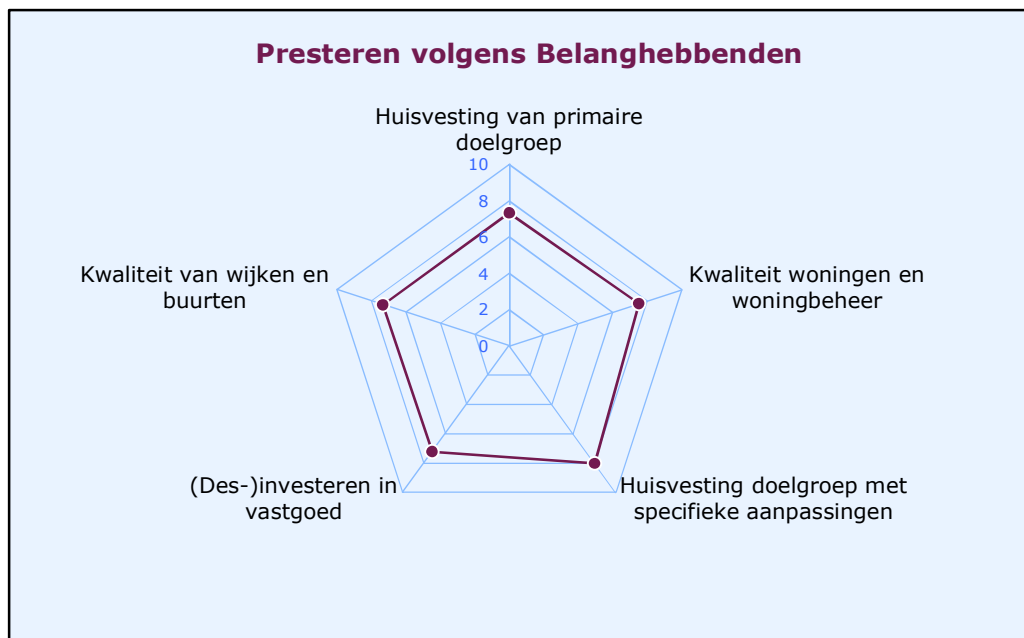 Presteren volgens Belanghebbenden
Huisvesting van primaire
doelgroep
10
8
6
4
2
0
Kwaliteit van wijken en
buurten
Kwaliteit woningen en
woningbeheer
(Des-)investeren in
vastgoed
Huisvesting doelgroep met
specifieke aanpassingen